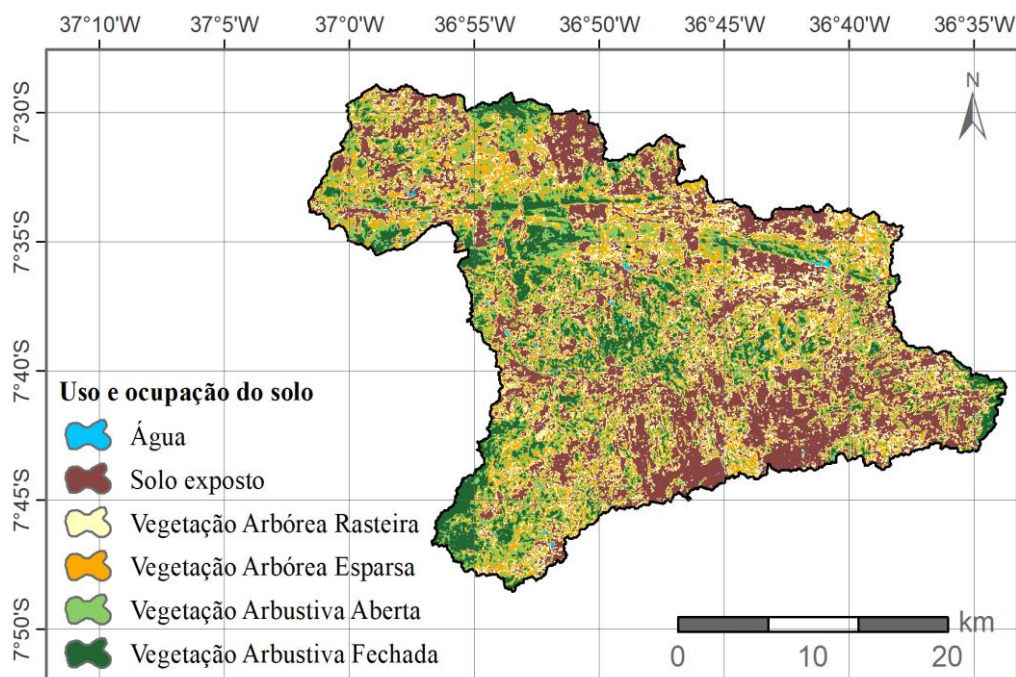 37°10'W 37°5'W 37°0'W 36°55'W 36°50'W 36°45'W 36°40'W 36°35'W
N
7°30'S
7°35'S
7°40'S
7°45'S
7°50'S
Uso e ocupação do solo
Água
Solo exposto
Vegetação Arbórea Rasteira
Vegetação Arbórea Esparsa
Vegetação Arbustiva Aberta
Vegetação Arbustiva Fechada
km
0 10 20